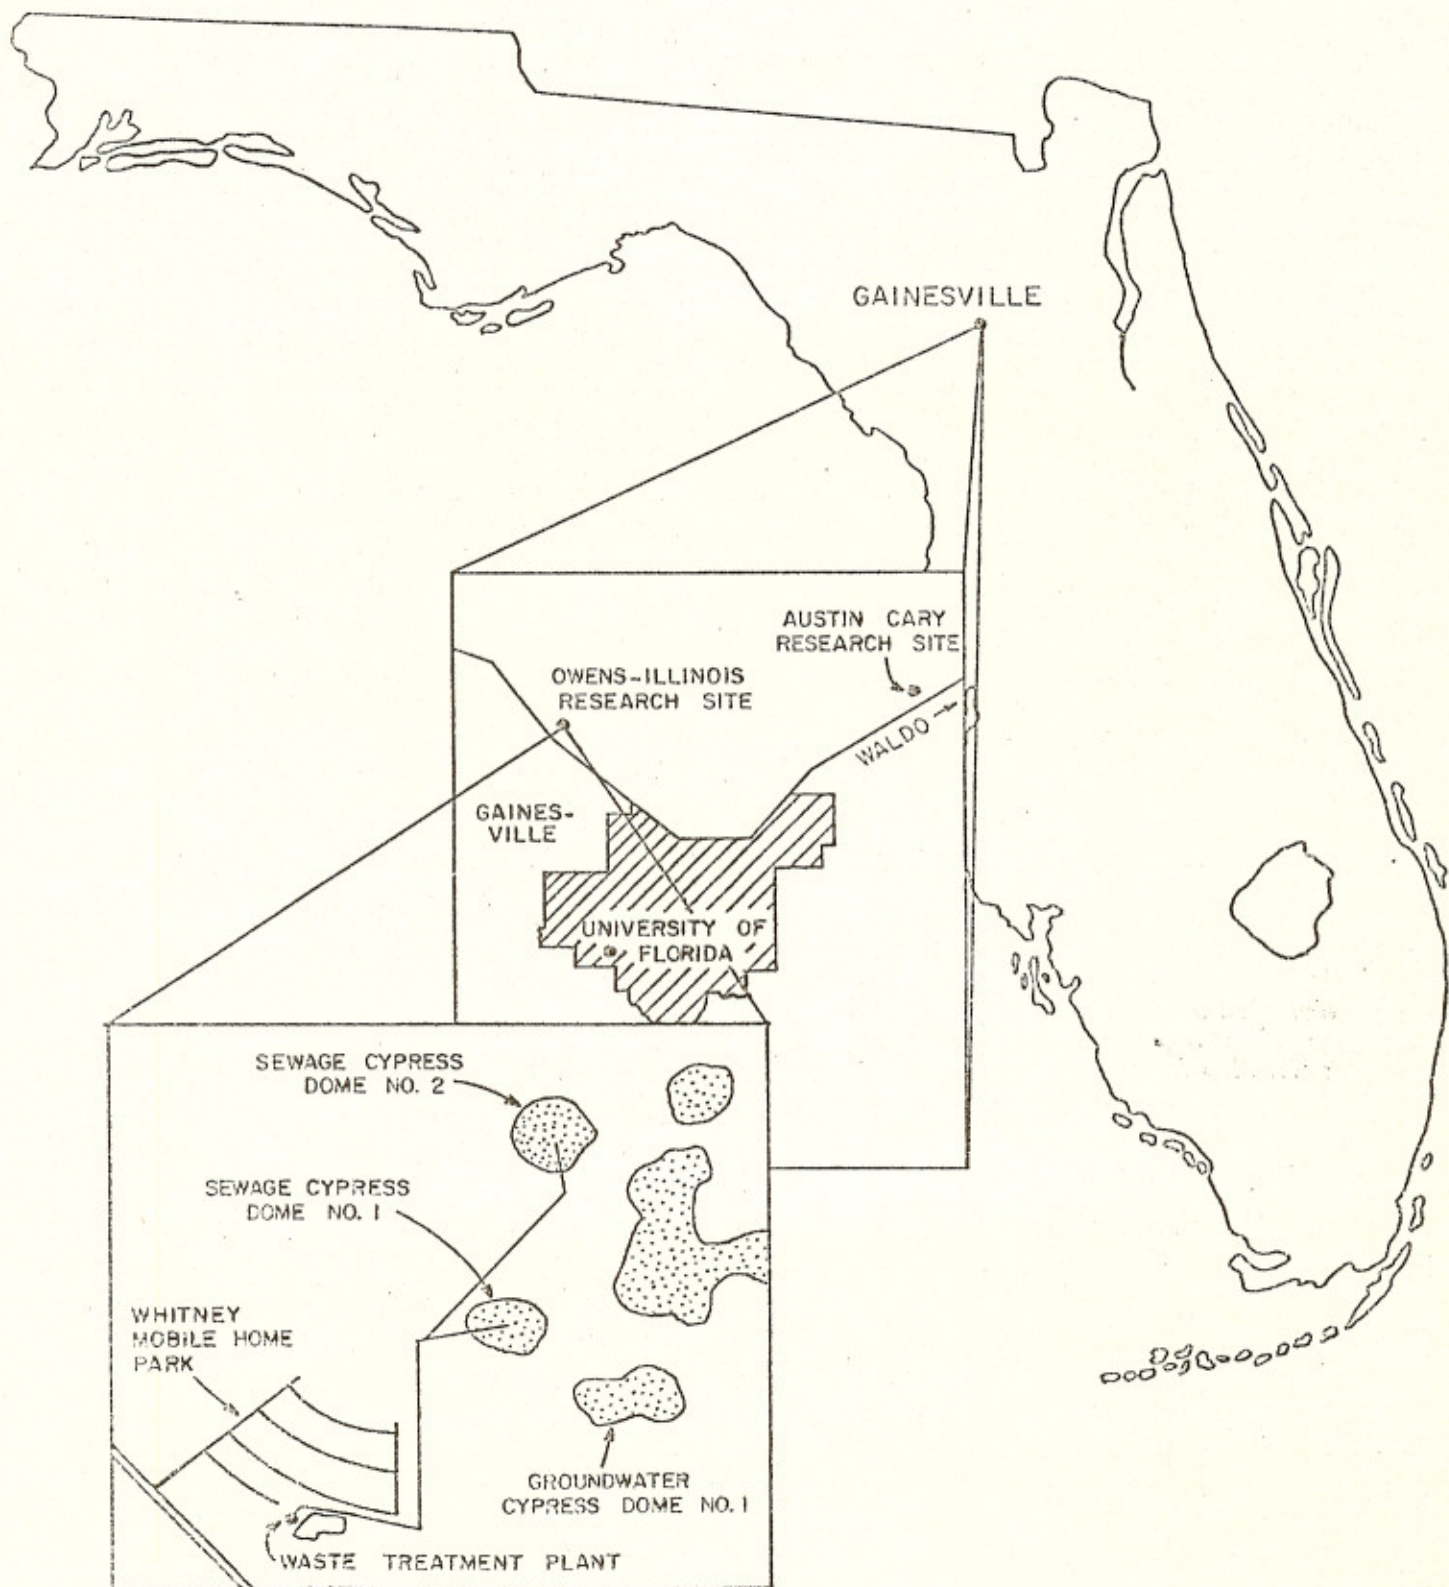 GAINESVILLE
AUSTIN CARY
RESEARCH SITE
OWENS-ILLINOIS
RESEARCH SITE
WALDO
GAINES-
VILLE
UNIVERSITY OF
FLORIDA
SEWAGE CYPRESS
DOME NO. 2
SEWAGE CYPRESS
DOME NO. 1
WHITNEY
MOBILE HOME
PARK
GROUNDWATER
CYPRESS DOME NO. 1
WASTE TREATMENT PLANT